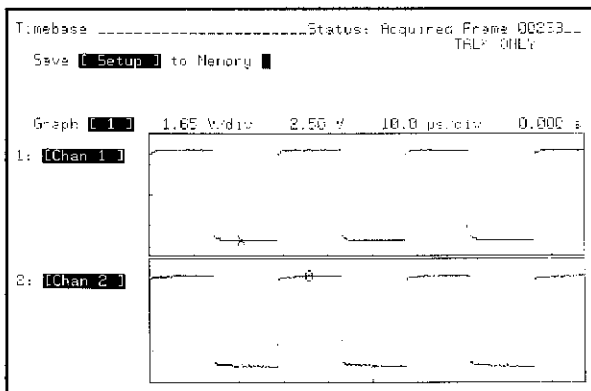 Timebase Status: Acquired Frame 00233
TALK ONLY
Save [ Setup ] to Memory
Graph [ 1 ] 1.65 V/div 2.50 V 10.0 µs/div 0.000 s
1: [Chan 1 ]
2: [Chan 2 ]